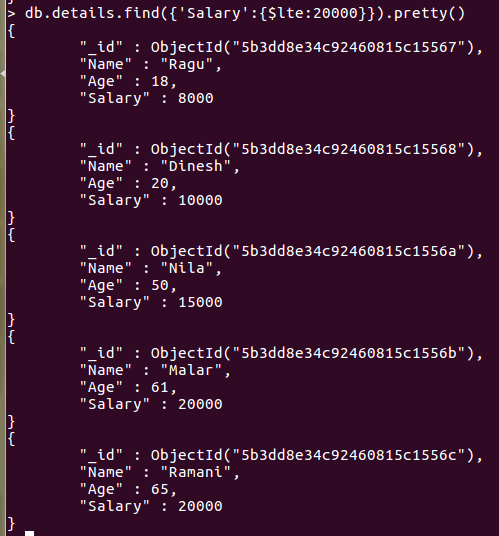 > db.details.find({'Salary':{$lte:20000}}).pretty()
{
        "_id" : ObjectId("5b3dd8e34c92460815c15567"),
        "Name" : "Ragu",
        "Age" : 18,
        "Salary" : 8000
}
{
        "_id" : ObjectId("5b3dd8e34c92460815c15568"),
        "Name" : "Dinesh",
        "Age" : 20,
        "Salary" : 10000
}
{
        "_id" : ObjectId("5b3dd8e34c92460815c1556a"),
        "Name" : "Nila",
        "Age" : 50,
        "Salary" : 15000
}
{
        "_id" : ObjectId("5b3dd8e34c92460815c1556b"),
        "Name" : "Malar",
        "Age" : 61,
        "Salary" : 20000
}
{
        "_id" : ObjectId("5b3dd8e34c92460815c1556c"),
        "Name" : "Ramani",
        "Age" : 65,
        "Salary" : 20000
}